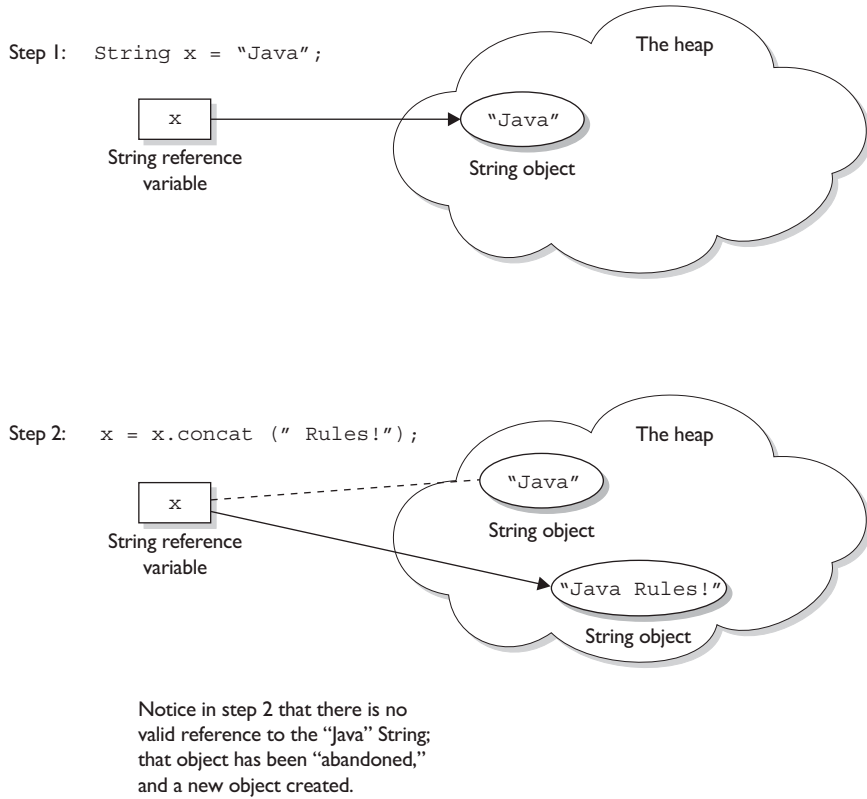 Step 1: String x = “Java”;
The heap
x
“Java”
String reference
variable
String object
Step 2: x = x.concat (” Rules!”);
The heap
x
“Java”
String reference
variable
String object
“Java Rules!”
String object
Notice in step 2 that there is no
valid reference to the “Java” String;
that object has been “abandoned,”
and a new object created.